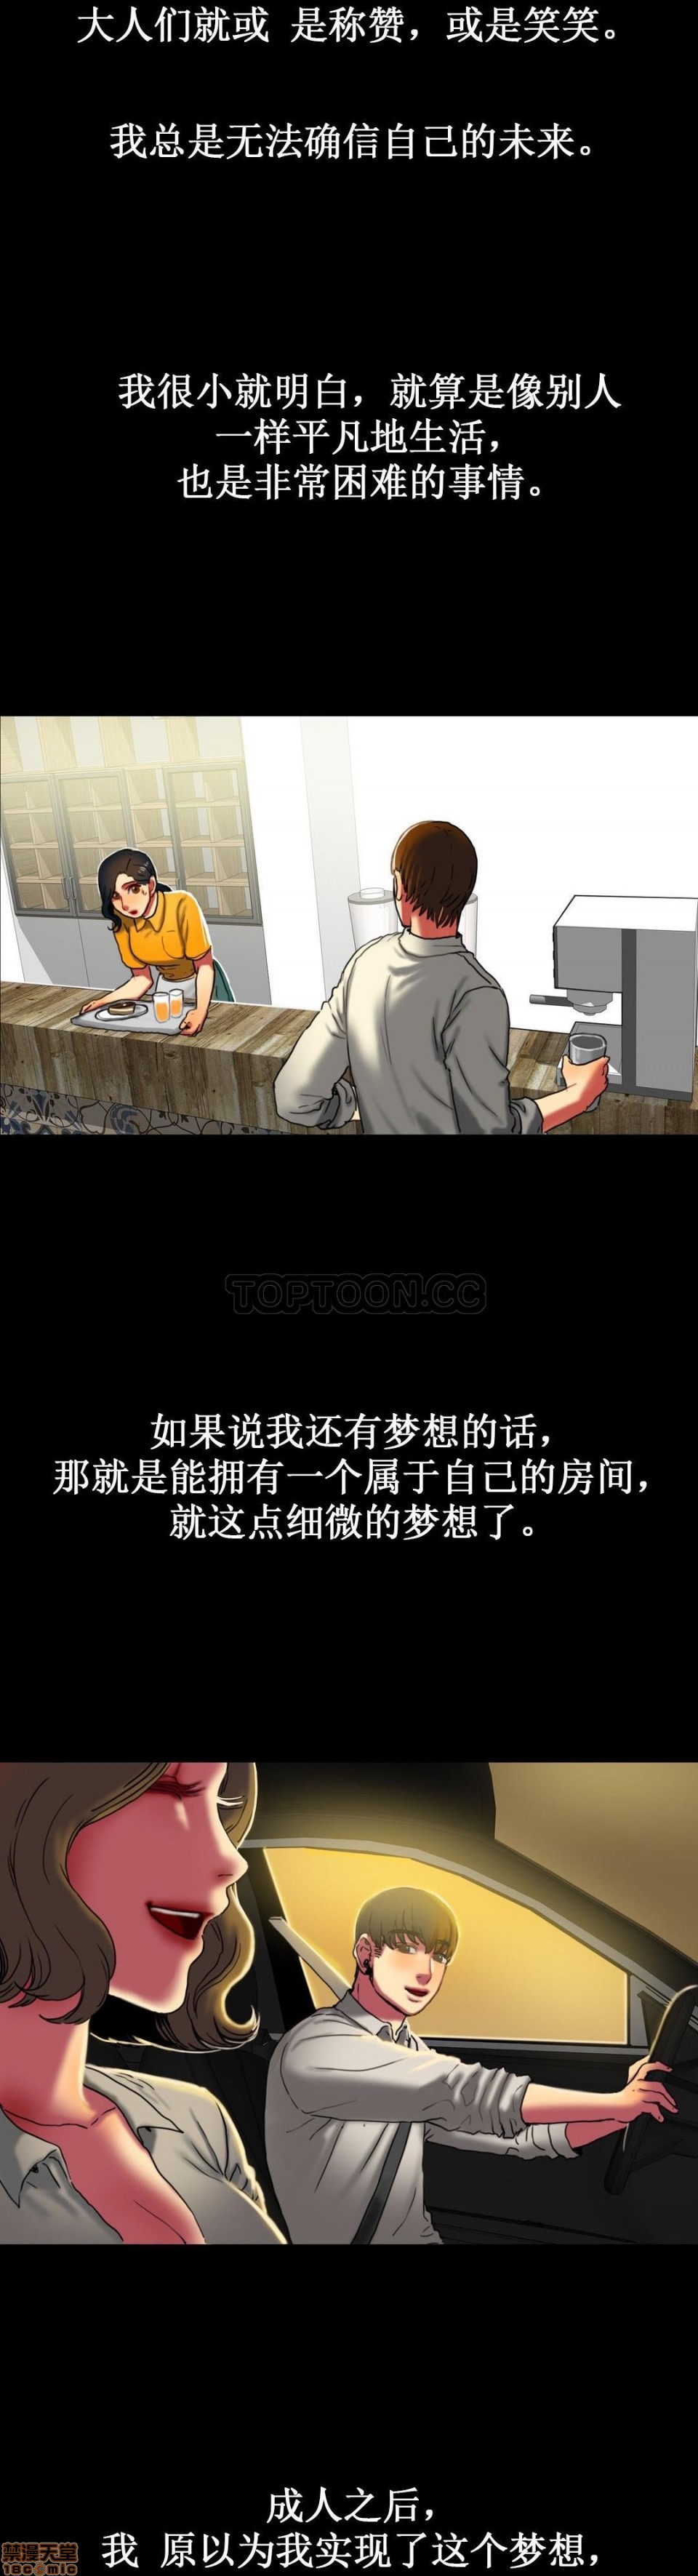 大人们就或 是称赞，或是笑笑。
我总是无法确信自己的未来。
我很小就明白，就算是像别人
一样平凡地生活，
也是非常困难的事情。
TOPTOON.CC
如果说我还有梦想的话，
那就是能拥有一个属于自己的房间，
就这点细微的梦想了。
成人之后，
我 原以为我实现了这个梦想，
禁漫天堂
18comic